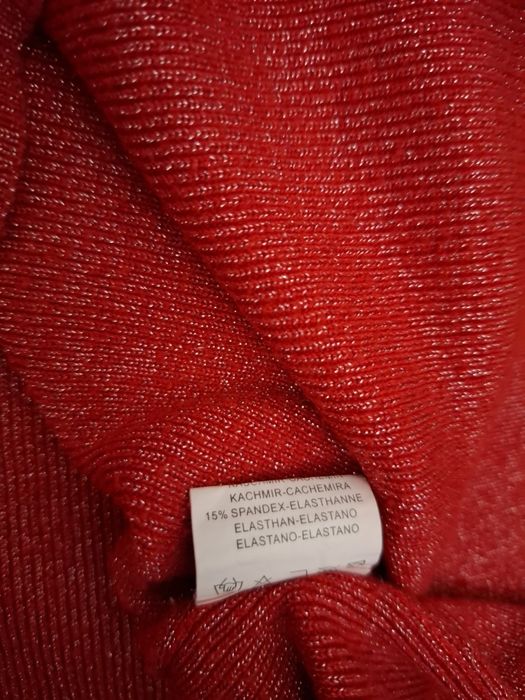 KACHMIR-CACHEMIRA
15% SPANDEX-ELASTHANNE
ELASTHAN-ELASTANO
ELASTANO-ELASTANO